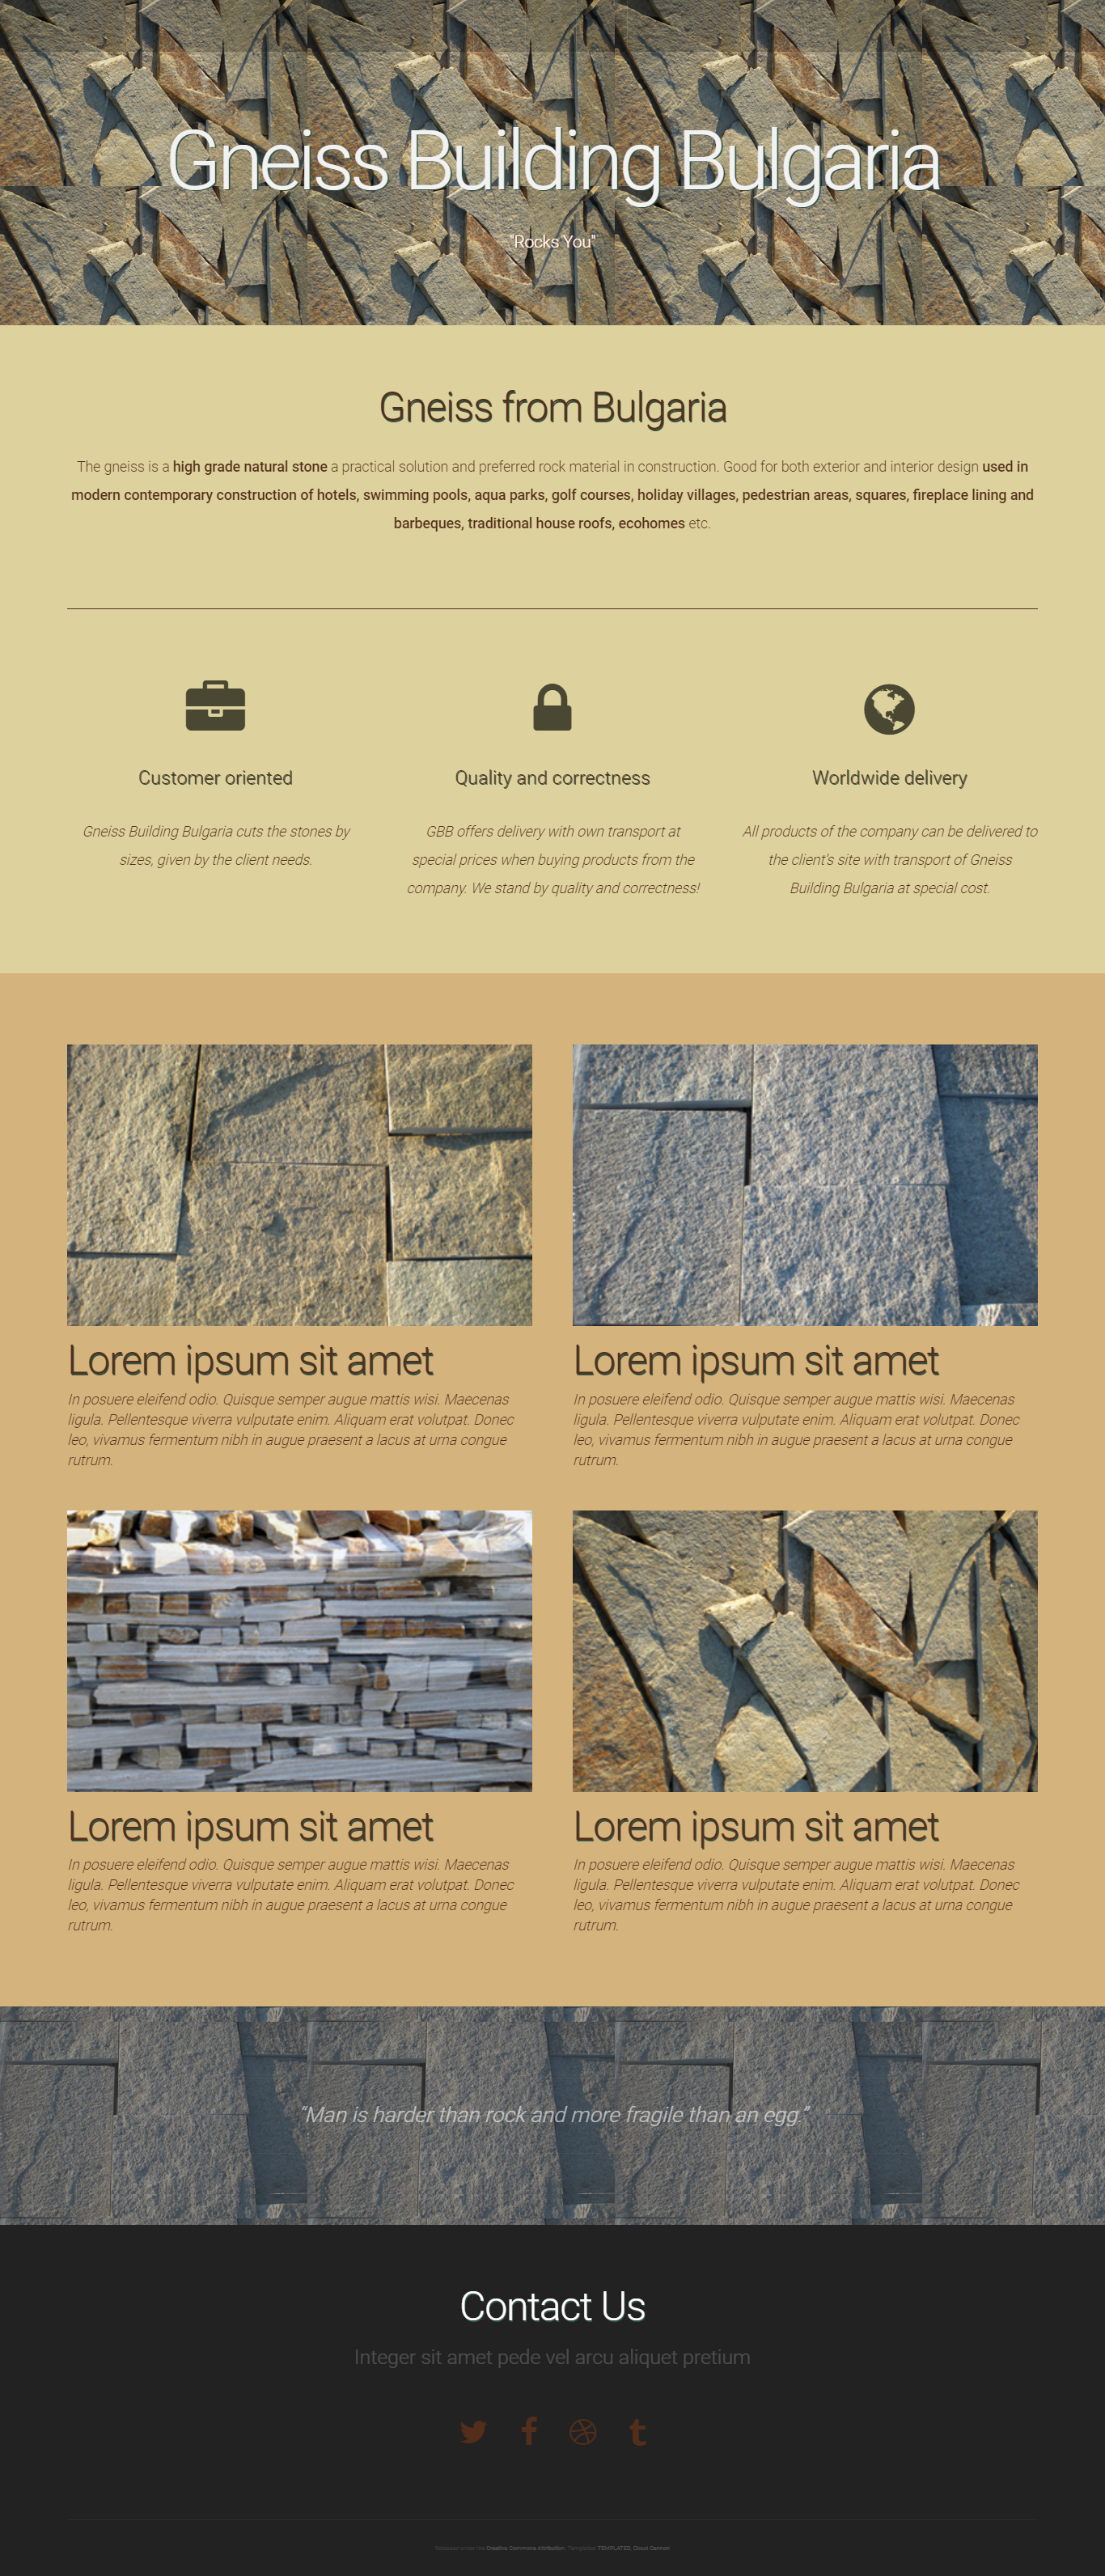 Gneiss Building Bulgaria
"Rocks You"
Gneiss from Bulgaria
The gneiss is a high grade natural stone a practical solution and preferred rock material in construction. Good for both exterior and interior design used in
modern contemporary construction of hotels, swimming pools, aqua parks, golf courses, holiday villages, pedestrian areas, squares, fireplace lining and
barbeques, traditional house roofs, ecohomes etc.
Customer oriented
Gneiss Building Bulgaria cuts the stones by
sizes, given by the client needs.
Quality and correctness
GBB offers delivery with own transport at
special prices when buying products from the
company. We stand by quality and correctness!
Worldwide delivery
All products of the company can be delivered to
the client's site with transport of Gneiss
Building Bulgaria at special cost.
Lorem ipsum sit amet
In posuere eleifend odio. Quisque semper augue mattis wisi. Maecenas
ligula. Pellentesque viverra vulputate enim. Aliquam erat volutpat. Donec
leo, vivamus fermentum nibh in augue praesent a lacus at urna congue
rutrum.
Lorem ipsum sit amet
In posuere eleifend odio. Quisque semper augue mattis wisi. Maecenas
ligula. Pellentesque viverra vulputate enim. Aliquam erat volutpat. Donec
leo, vivamus fermentum nibh in augue praesent a lacus at urna congue
rutrum.
Lorem ipsum sit amet
In posuere eleifend odio. Quisque semper augue mattis wisi. Maecenas
ligula. Pellentesque viverra vulputate enim. Aliquam erat volutpat. Donec
leo, vivamus fermentum nibh in augue praesent a lacus at urna congue
rutrum.
Lorem ipsum sit amet
In posuere eleifend odio. Quisque semper augue mattis wisi. Maecenas
ligula. Pellentesque viverra vulputate enim. Aliquam erat volutpat. Donec
leo, vivamus fermentum nibh in augue praesent a lacus at urna congue
rutrum.
“Man is harder than rock and more fragile than an egg.”
Contact Us
Integer sit amet pede vel arcu aliquet pretium
Creative Commons Attribution. TEMPLATED, Cloud Cannon